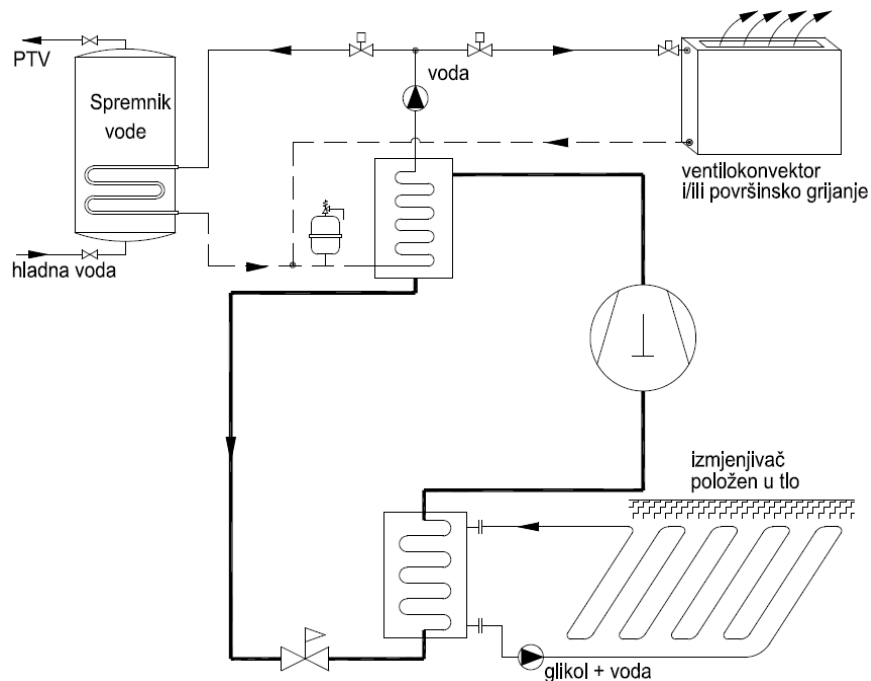 PTV
Spremnik
vode
hladna voda
voda
ventilokonvektor
i/ili površinsko grijanje
izmjenjivač
položen u tlo
glikol + voda